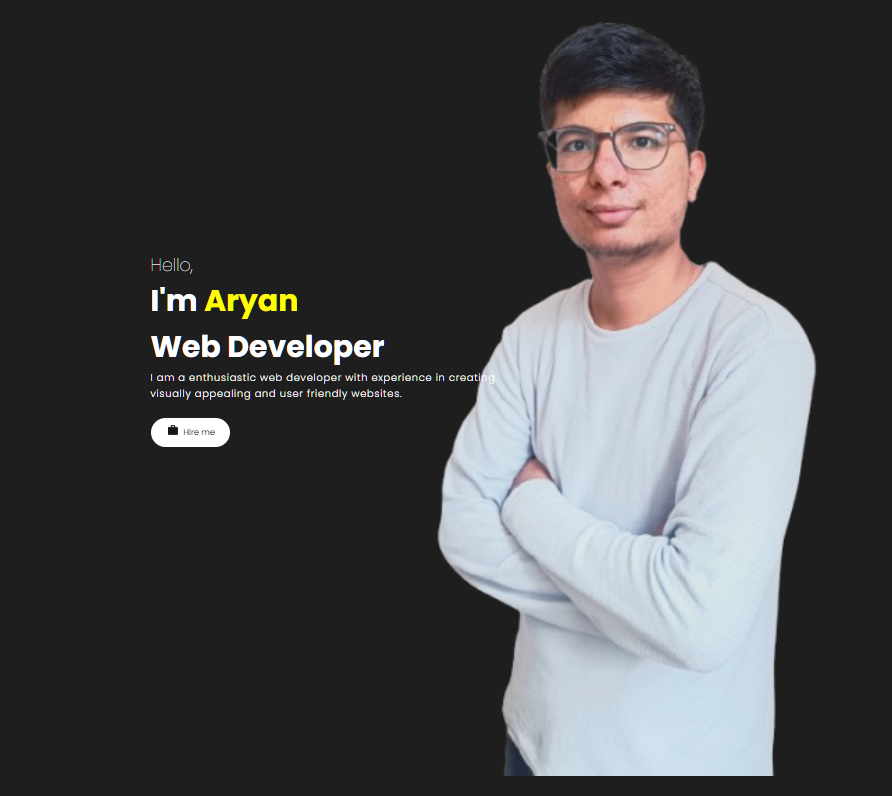 Hello,
I'm Aryan
Web Developer
I am a enthusiastic web developer with experience in creating
visually appealing and user friendly websites.
Hire me